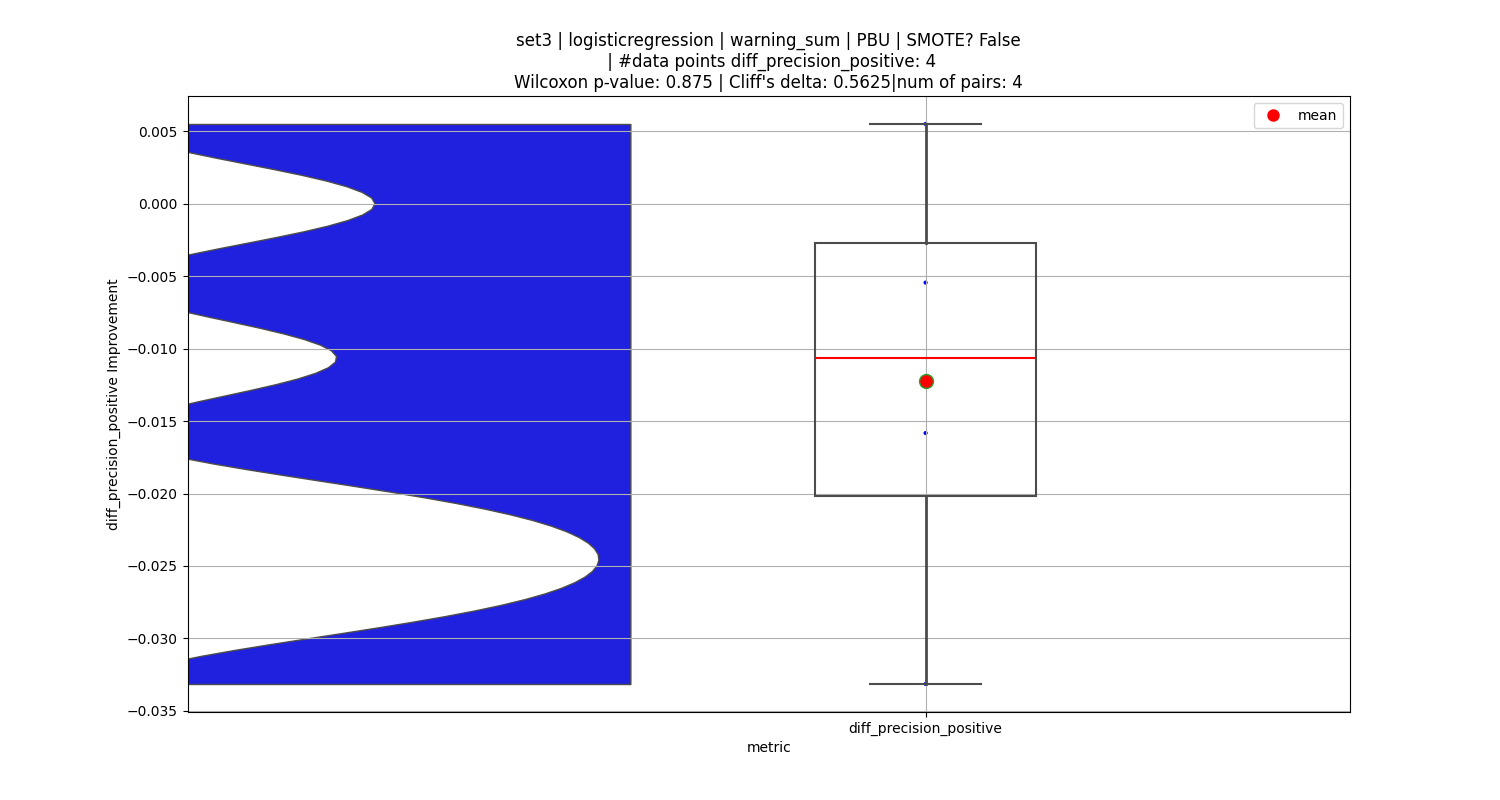 set3 | logisticregression | warning_sum | PBU | SMOTE? False
| #data points diff_precision_positive: 4
Wilcoxon p-value: 0.875 | Cliff's delta: 0.5625|num of pairs: 4
mean
0.005
0.000
−0.005
−0.010
−0.015
−0.020
−0.025
−0.030
−0.035
diff_precision_positive Improvement
diff_precision_positive
metric